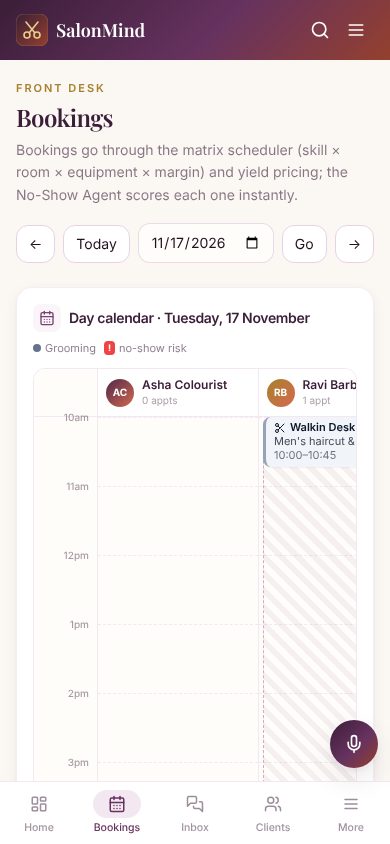 SalonMind
FRONT DESK
Bookings
Bookings go through the matrix scheduler (skill ×
room × equipment × margin) and yield pricing; the
No-Show Agent scores each one instantly.
← Today 11/17/2026 Go →
Day calendar · Tuesday, 17 November
Grooming ! no-show risk
AC Asha Colourist
0 appts
RB Ravi Barb
1 appt
10am
Walkin Desk
Men's haircut &
10:00–10:45
11am
12pm
1pm
2pm
3pm
Home Bookings Inbox Clients More